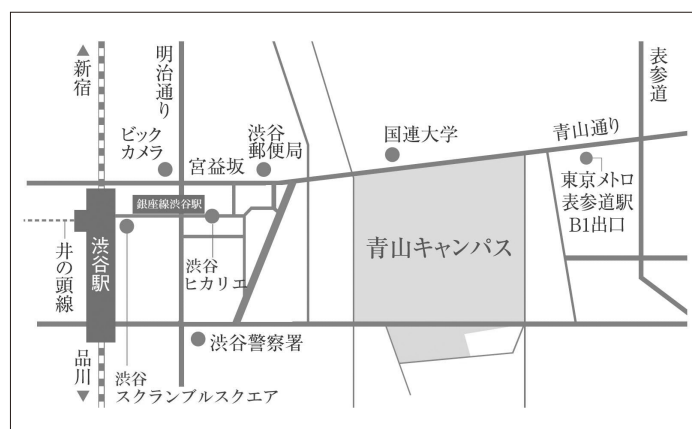 ▲新宿
明治通り
表参道
ビック
カメラ
宮益坂
渋谷
郵便局
国連大学
青山通り
東京メトロ
表参道駅
B1出口
銀座線渋谷駅
井の頭線
渋谷駅
渋谷
ヒカリエ
青山キャンパス
渋谷警察署
品川▼
渋谷
スクランブルスクエア